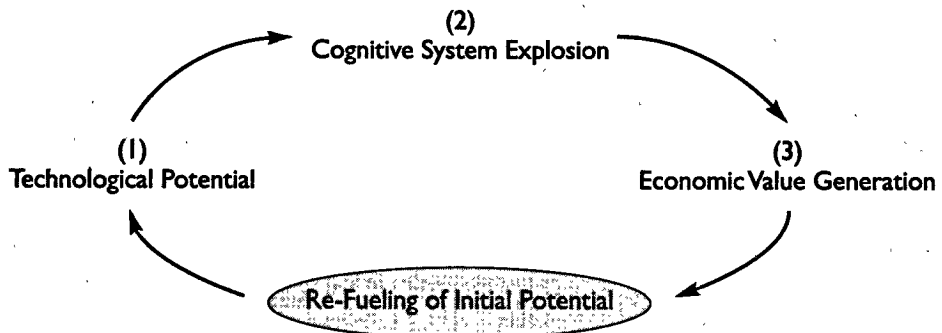 (2)
Cognitive System Explosion
(1)
Technological Potential
(3)
Economic Value Generation
Re-Fueling of Initial Potential